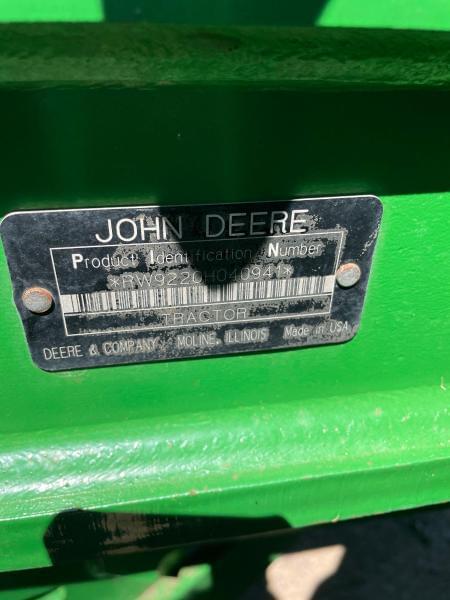 JOHN DEERE
Product Identification Number
*RW9220H040941*
TRACTOR
DEERE & COMPANY MOLINE, ILLINOIS Made in USA